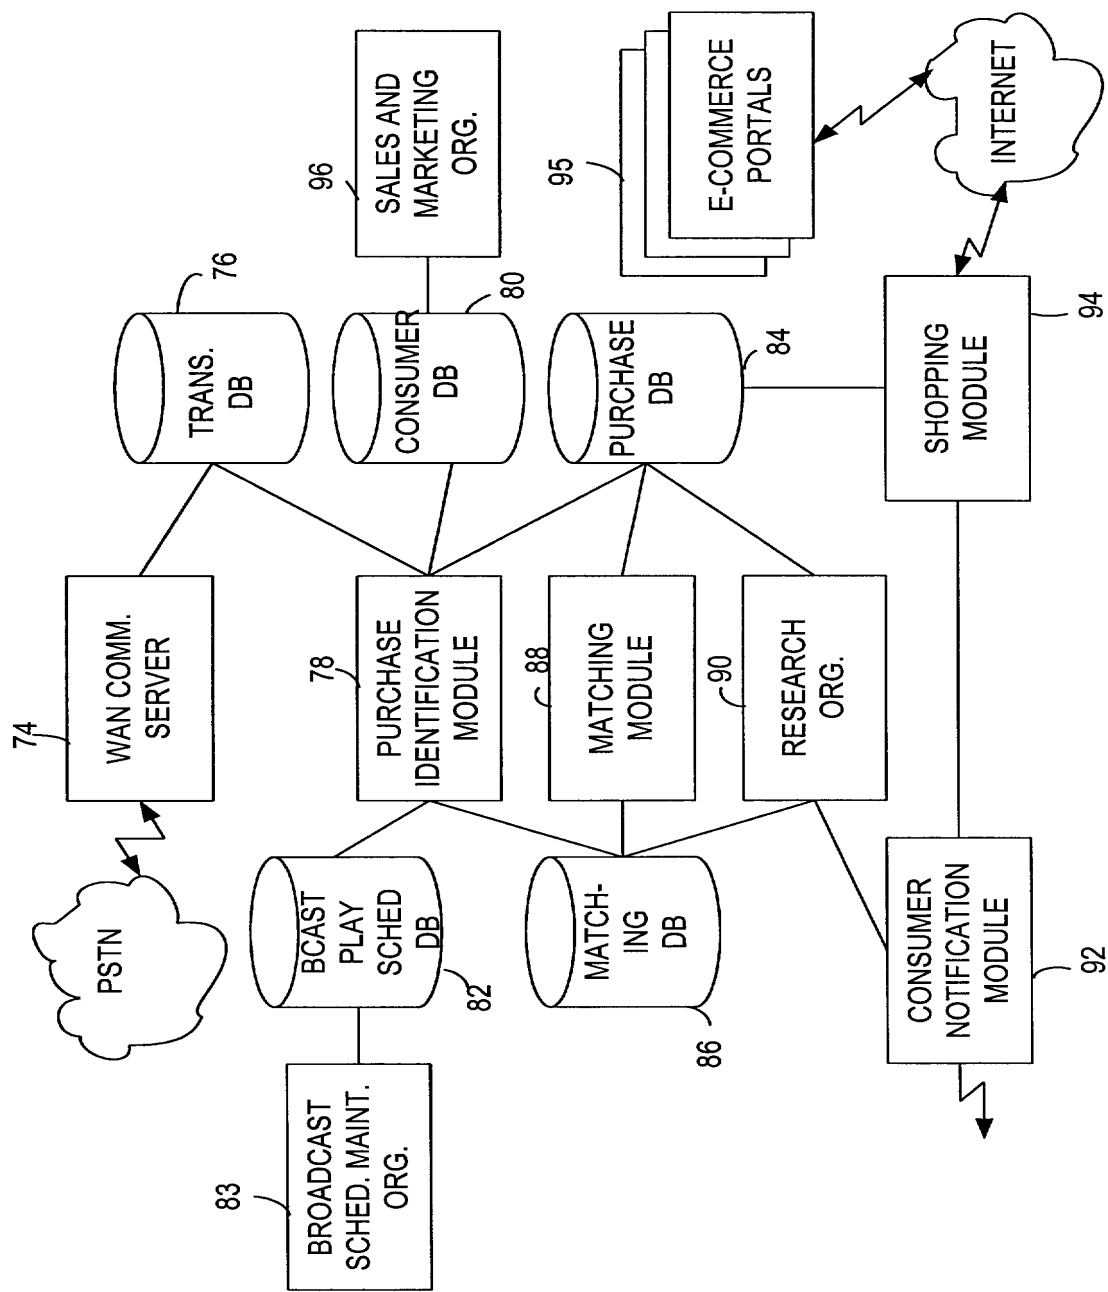 PSTN
74
WAN COMM.
SERVER
TRANS.
DB
76
83
BROADCAST
SCHED. MAINT.
ORG.
BCAST
PLAY
SCHED
DB
82
78
PURCHASE
IDENTIFICATION
MODULE
CONSUMER
DB
80
96
SALES AND
MARKETING
ORG.
MATCH-
ING
DB
86
88
MATCHING
MODULE
PURCHASE
DB
84
95
E-COMMERCE
PORTALS
90
RESEARCH
ORG.
CONSUMER
NOTIFICATION
MODULE
92
SHOPPING
MODULE
94
INTERNET